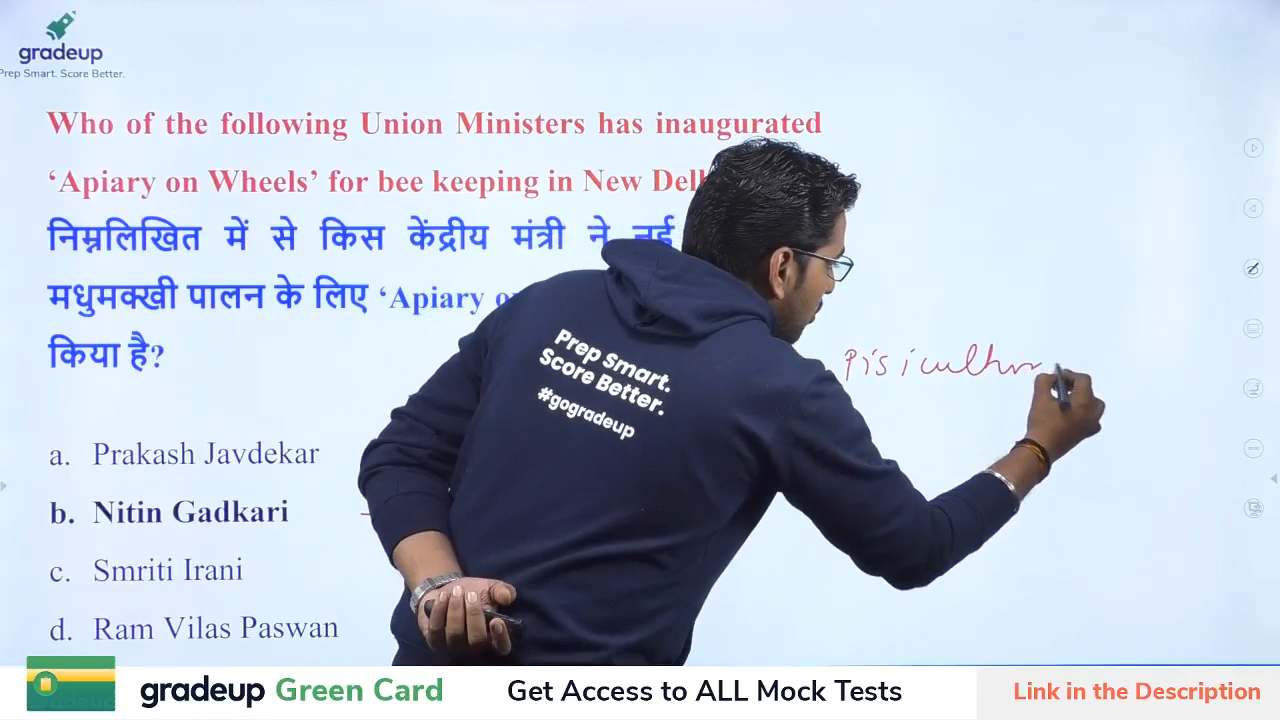 gradeup
Prep Smart. Score Better.
Who of the following Union Ministers has inaugurated
‘Apiary on Wheels’ for bee keeping in New
निम्नलिखित में से किस केंद्रीय मंत्री ने नई
मधुमक्खी पालन के लिए ‘Apiary
किया है?
Prep Smart.
Score Better.
#gogradeup
a. Prakash Javdekar
b. Nitin Gadkari
c. Smriti Irani
d. Ram Vilas Paswan
gradeup Green Card
Get Access to ALL Mock Tests
Link in the Description